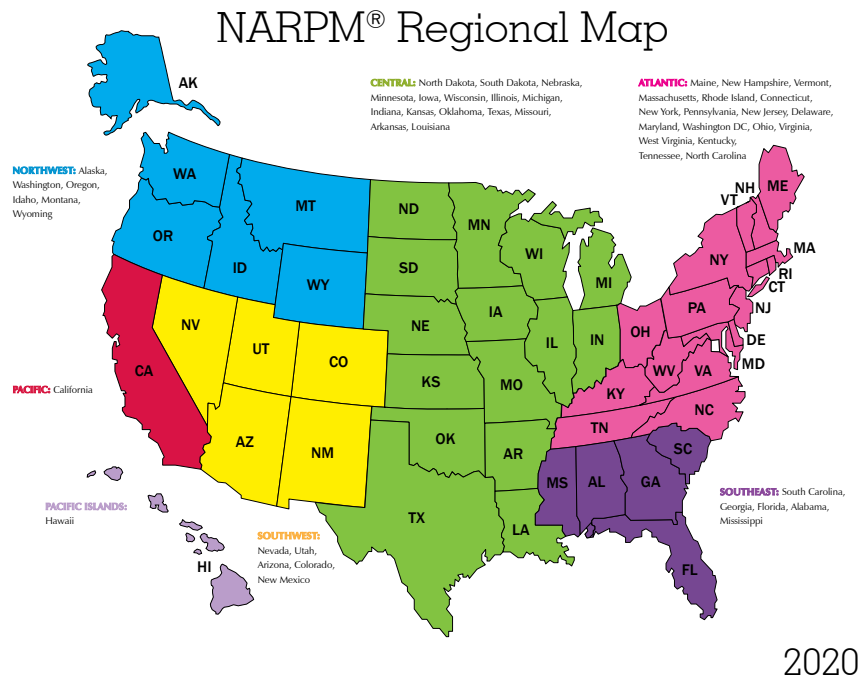 NARPM® Regional Map
CENTRAL: North Dakota, South Dakota, Nebraska,
Minnesota, Iowa, Wisconsin, Illinois, Michigan,
Indiana, Kansas, Oklahoma, Texas, Missouri,
Arkansas, Louisiana
ATLANTIC: Maine, New Hampshire, Vermont,
Massachusetts, Rhode Island, Connecticut,
New York, Pennsylvania, New Jersey, Delaware,
Maryland, Washington DC, Ohio, Virginia,
West Virginia, Kentucky,
Tennessee, North Carolina
NORTHWEST: Alaska,
Washington, Oregon,
Idaho, Montana,
Wyoming
PACIFIC: California
PACIFIC ISLANDS:
Hawaii
SOUTHWEST:
Nevada, Utah,
Arizona, Colorado,
New Mexico
SOUTHEAST: South Carolina,
Georgia, Florida, Alabama,
Mississippi
AK
WA
OR
ID
MT
WY
CA
NV
UT
CO
AZ
NM
ND
SD
NE
KS
OK
TX
MN
IA
MO
AR
LA
WI
IL
MI
IN
OH
KY
TN
WV
VA
NC
PA
NY
VT
NH
ME
MA
RI
CT
NJ
DE
MD
MS
AL
GA
SC
FL
HI
2020